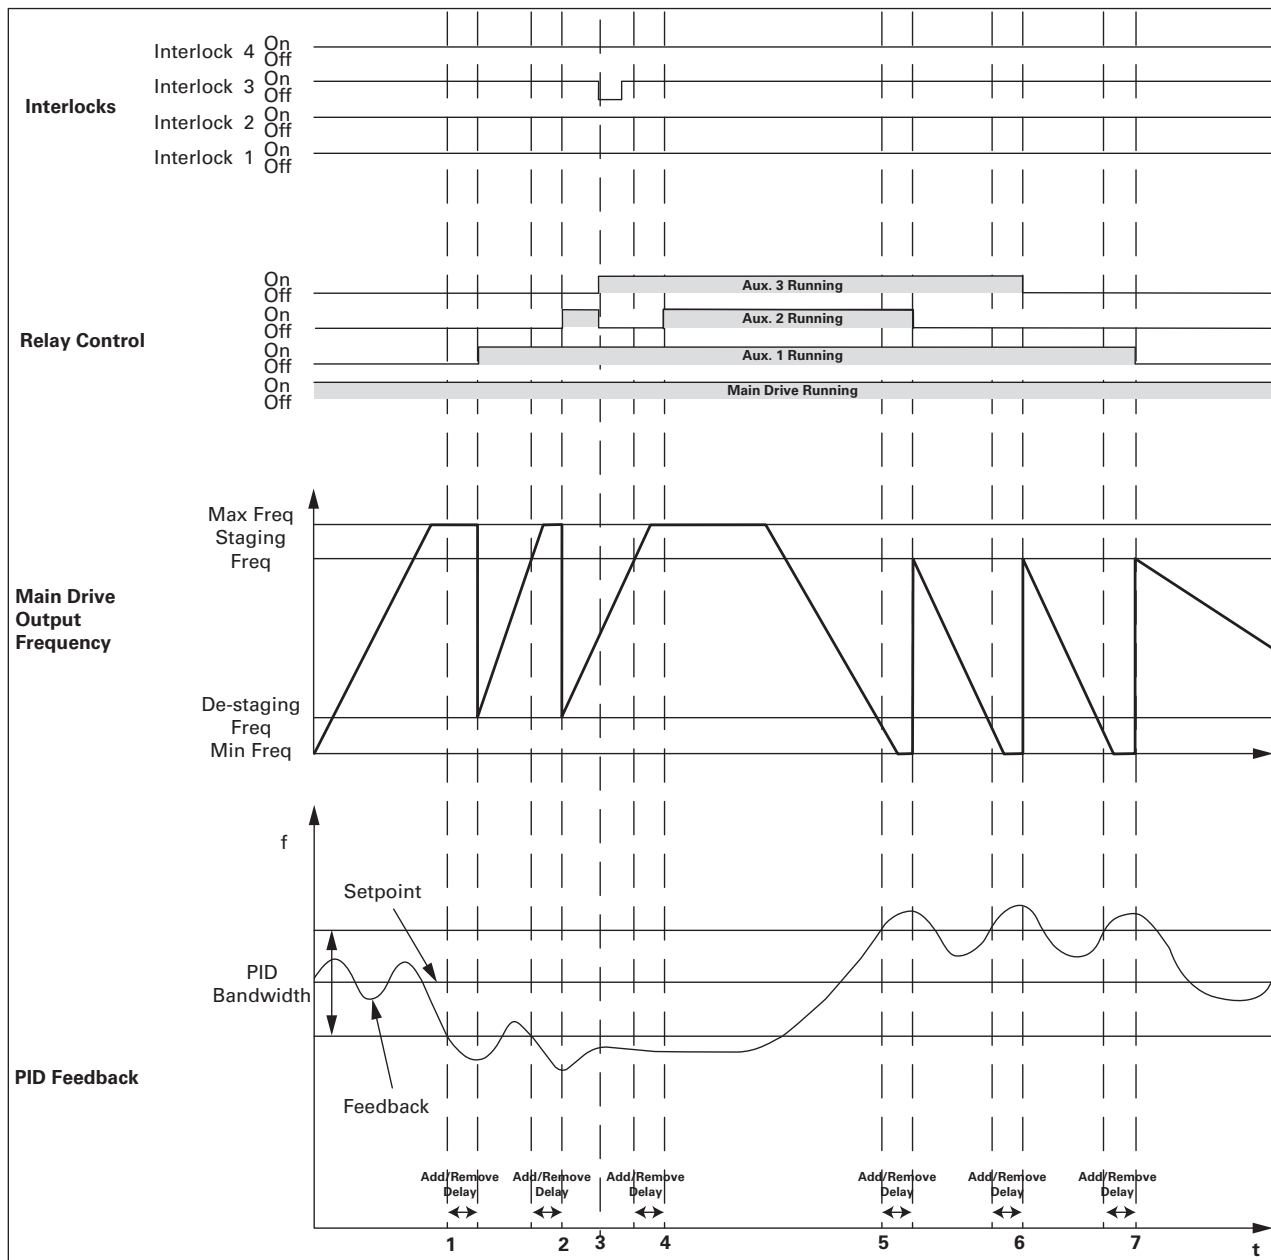 Interlocks
Interlock 4 On
Off
Interlock 3 On
Off
Interlock 2 On
Off
Interlock 1 On
Off
Relay Control
On
Off
Aux. 3 Running
On
Off
Aux. 2 Running
On
Off
Aux. 1 Running
On
Off
Main Drive Running
Main Drive
Output
Frequency
Max Freq
Staging
Freq
De-staging
Freq
Min Freq
PID Feedback
f
Setpoint
PID
Bandwidth
Feedback
Add/Remove
Delay
Add/Remove
Delay
Add/Remove
Delay
Add/Remove
Delay
Add/Remove
Delay
Add/Remove
Delay
1 2 3 4 5 6 7 t